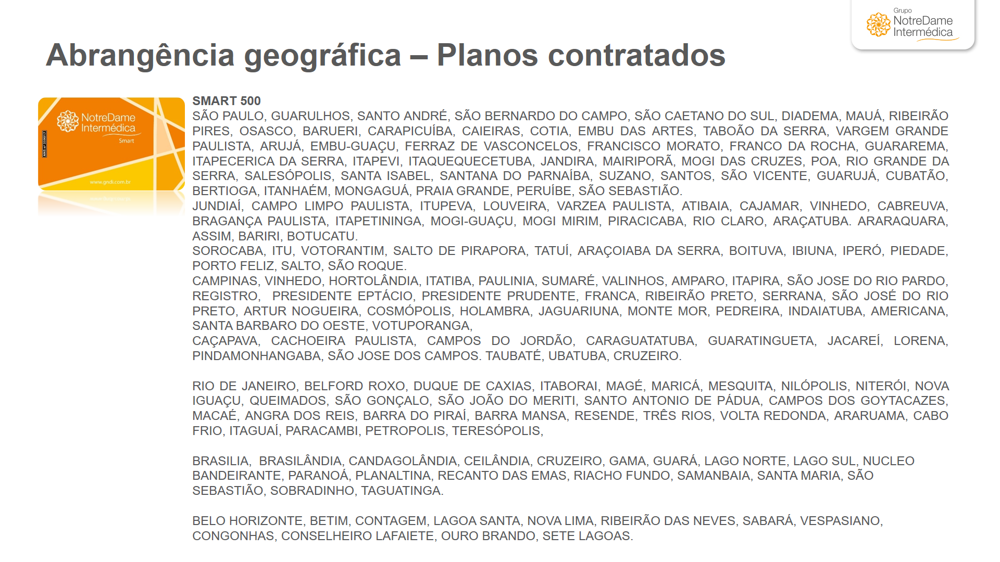 Grupo
NotreDame
Intermédica
Abrangência geográfica – Planos contratados
NotreDame
Intermédica
Smart
ANS nº 359017
www.gndi.com.br
SMART 500
SÃO PAULO, GUARULHOS, SANTO ANDRÉ, SÃO BERNARDO DO CAMPO, SÃO CAETANO DO SUL, DIADEMA, MAUÁ, RIBEIRÃO
PIRES, OSASCO, BARUERI, CARAPICUÍBA, CAIEIRAS, COTIA, EMBU DAS ARTES, TABOÃO DA SERRA, VARGEM GRANDE
PAULISTA, ARUJÁ, EMBU-GUAÇU, FERRAZ DE VASCONCELOS, FRANCISCO MORATO, FRANCO DA ROCHA, GUARAREMA,
ITAPECERICA DA SERRA, ITAPEVI, ITAQUEQUECETUBA, JANDIRA, MAIRIPORÃ, MOGI DAS CRUZES, POA, RIO GRANDE DA
SERRA, SALESÓPOLIS, SANTA ISABEL, SANTANA DO PARNAÍBA, SUZANO, SANTOS, SÃO VICENTE, GUARUJÁ, CUBATÃO,
BERTIOGA, ITANHAÉM, MONGAGUÁ, PRAIA GRANDE, PERUÍBE, SÃO SEBASTIÃO.
JUNDIAÍ, CAMPO LIMPO PAULISTA, ITUPEVA, LOUVEIRA, VARZEA PAULISTA, ATIBAIA, CAJAMAR, VINHEDO, CABREUVA,
BRAGANÇA PAULISTA, ITAPETININGA, MOGI-GUAÇU, MOGI MIRIM, PIRACICABA, RIO CLARO, ARAÇATUBA. ARARAQUARA,
ASSIM, BARIRI, BOTUCATU.
SOROCABA, ITU, VOTORANTIM, SALTO DE PIRAPORA, TATUÍ, ARAÇOIABA DA SERRA, BOITUVA, IBIUNA, IPERÓ, PIEDADE,
PORTO FELIZ, SALTO, SÃO ROQUE.
CAMPINAS, VINHEDO, HORTOLÂNDIA, ITATIBA, PAULINIA, SUMARÉ, VALINHOS, AMPARO, ITAPIRA, SÃO JOSE DO RIO PARDO,
REGISTRO, PRESIDENTE EPTÁCIO, PRESIDENTE PRUDENTE, FRANCA, RIBEIRÃO PRETO, SERRANA, SÃO JOSÉ DO RIO
PRETO, ARTUR NOGUEIRA, COSMÓPOLIS, HOLAMBRA, JAGUARIUNA, MONTE MOR, PEDREIRA, INDAIATUBA, AMERICANA,
SANTA BARBARO DO OESTE, VOTUPORANGA,
CAÇAPAVA, CACHOEIRA PAULISTA, CAMPOS DO JORDÃO, CARAGUATATUBA, GUARATINGUETA, JACAREÍ, LORENA,
PINDAMONHANGABA, SÃO JOSE DOS CAMPOS. TAUBATÉ, UBATUBA, CRUZEIRO.
RIO DE JANEIRO, BELFORD ROXO, DUQUE DE CAXIAS, ITABORAI, MAGÉ, MARICÁ, MESQUITA, NILÓPOLIS, NITERÓI, NOVA
IGUAÇU, QUEIMADOS, SÃO GONÇALO, SÃO JOÃO DO MERITI, SANTO ANTONIO DE PÁDUA, CAMPOS DOS GOYTACAZES,
MACAÉ, ANGRA DOS REIS, BARRA DO PIRAÍ, BARRA MANSA, RESENDE, TRÊS RIOS, VOLTA REDONDA, ARARUAMA, CABO
FRIO, ITAGUAÍ, PARACAMBI, PETROPOLIS, TERESÓPOLIS,
BRASILIA, BRASILÂNDIA, CANDAGOLÂNDIA, CEILÂNDIA, CRUZEIRO, GAMA, GUARÁ, LAGO NORTE, LAGO SUL, NUCLEO
BANDEIRANTE, PARANOÁ, PLANALTINA, RECANTO DAS EMAS, RIACHO FUNDO, SAMANBAIA, SANTA MARIA, SÃO
SEBASTIÃO, SOBRADINHO, TAGUATINGA.
BELO HORIZONTE, BETIM, CONTAGEM, LAGOA SANTA, NOVA LIMA, RIBEIRÃO DAS NEVES, SABARÁ, VESPASIANO,
CONGONHAS, CONSELHEIRO LAFAIETE, OURO BRANDO, SETE LAGOAS.